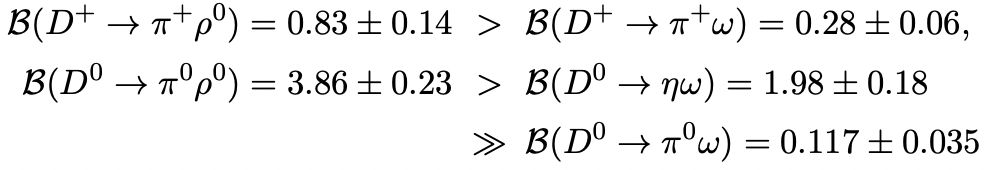 ℬ(D⁺ → π⁺ρ⁰) = 0.83 ± 0.14 > ℬ(D⁺ → π⁺ω) = 0.28 ± 0.06,
ℬ(D⁰ → π⁰ρ⁰) = 3.86 ± 0.23 > ℬ(D⁰ → ηω) = 1.98 ± 0.18
≫ ℬ(D⁰ → π⁰ω) = 0.117 ± 0.035